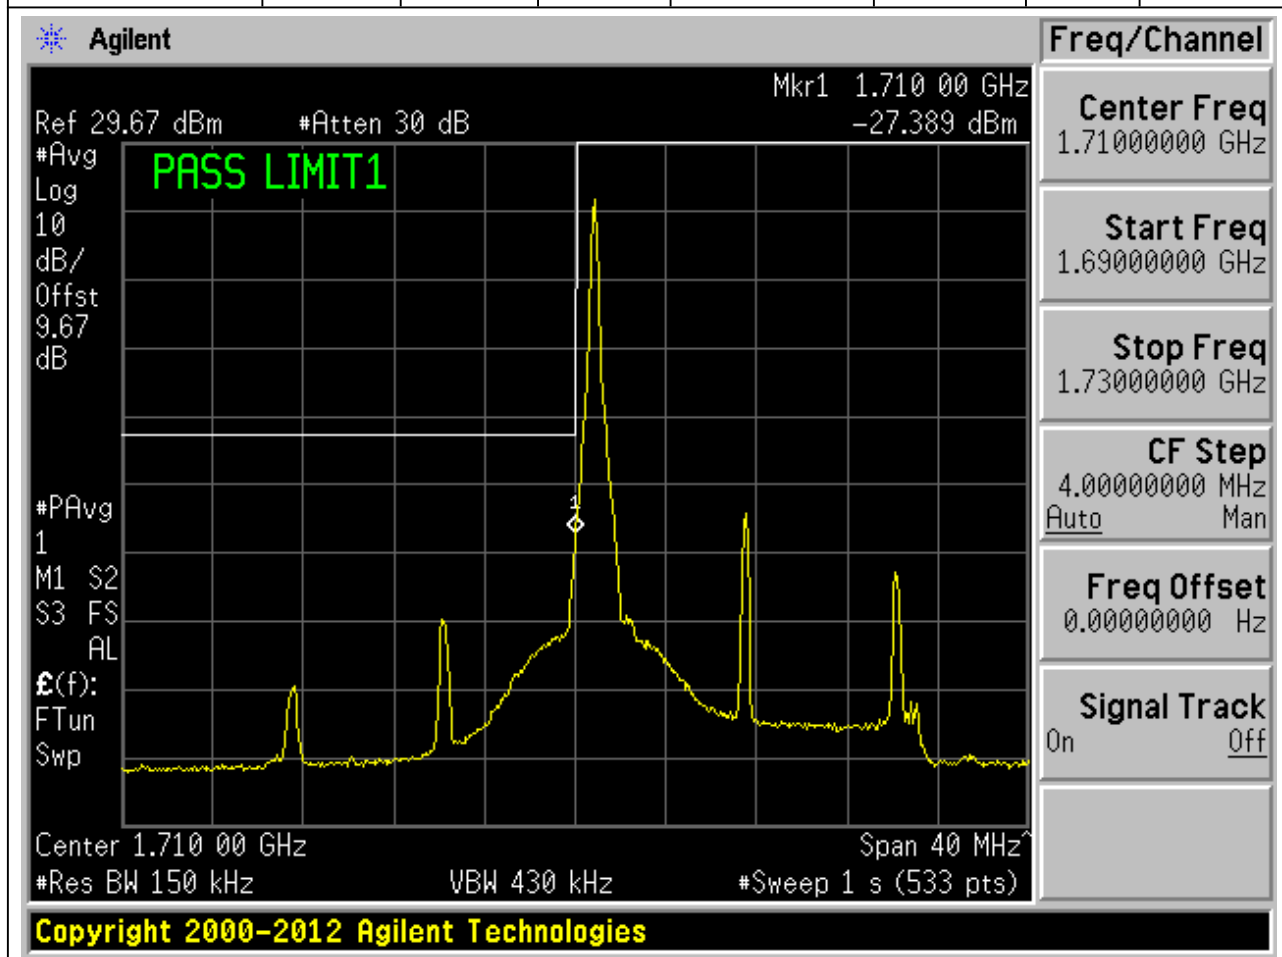 Agilent
Freq/Channel
Mkr1 1.710 00 GHz
Ref 29.67 dBm #Atten 30 dB -27.389 dBm
#Avg
Log
10
dB/
Offst
9.67
dB
PASS LIMIT1
1
#PAvg
1
M1 S2
S3 FS
AL
£(f):
FTun
Swp
Center 1.710 00 GHz Span 40 MHz^
#Res BW 150 kHz VBW 430 kHz #Sweep 1 s (533 pts)
Copyright 2000-2012 Agilent Technologies
Center Freq
1.71000000 GHz
Start Freq
1.69000000 GHz
Stop Freq
1.73000000 GHz
CF Step
4.00000000 MHz
Auto Man
Freq Offset
0.00000000 Hz
Signal Track
On Off